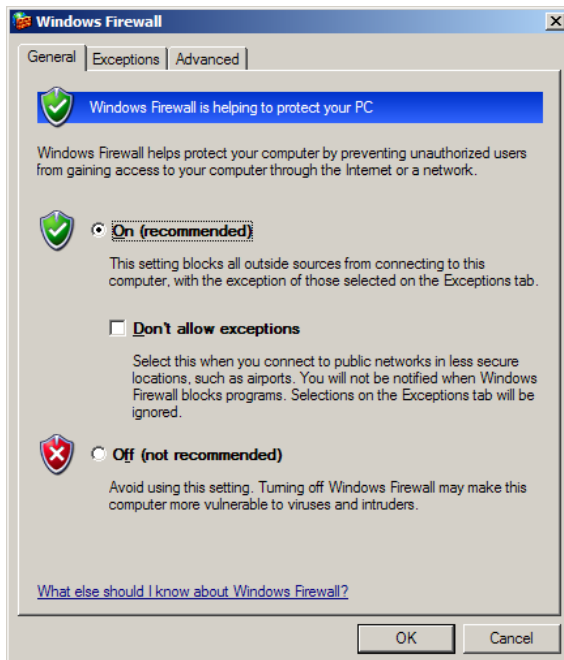 Windows Firewall
General
Exceptions
Advanced
Windows Firewall is helping to protect your PC
Windows Firewall helps protect your computer by preventing unauthorized users
from gaining access to your computer through the Internet or a network.
On (recommended)
This setting blocks all outside sources from connecting to this
computer, with the exception of those selected on the Exceptions tab.
Don't allow exceptions
Select this when you connect to public networks in less secure
locations, such as airports. You will not be notified when Windows
Firewall blocks programs. Selections on the Exceptions tab will be
ignored.
Off (not recommended)
Avoid using this setting. Turning off Windows Firewall may make this
computer more vulnerable to viruses and intruders.
What else should I know about Windows Firewall?
OK
Cancel